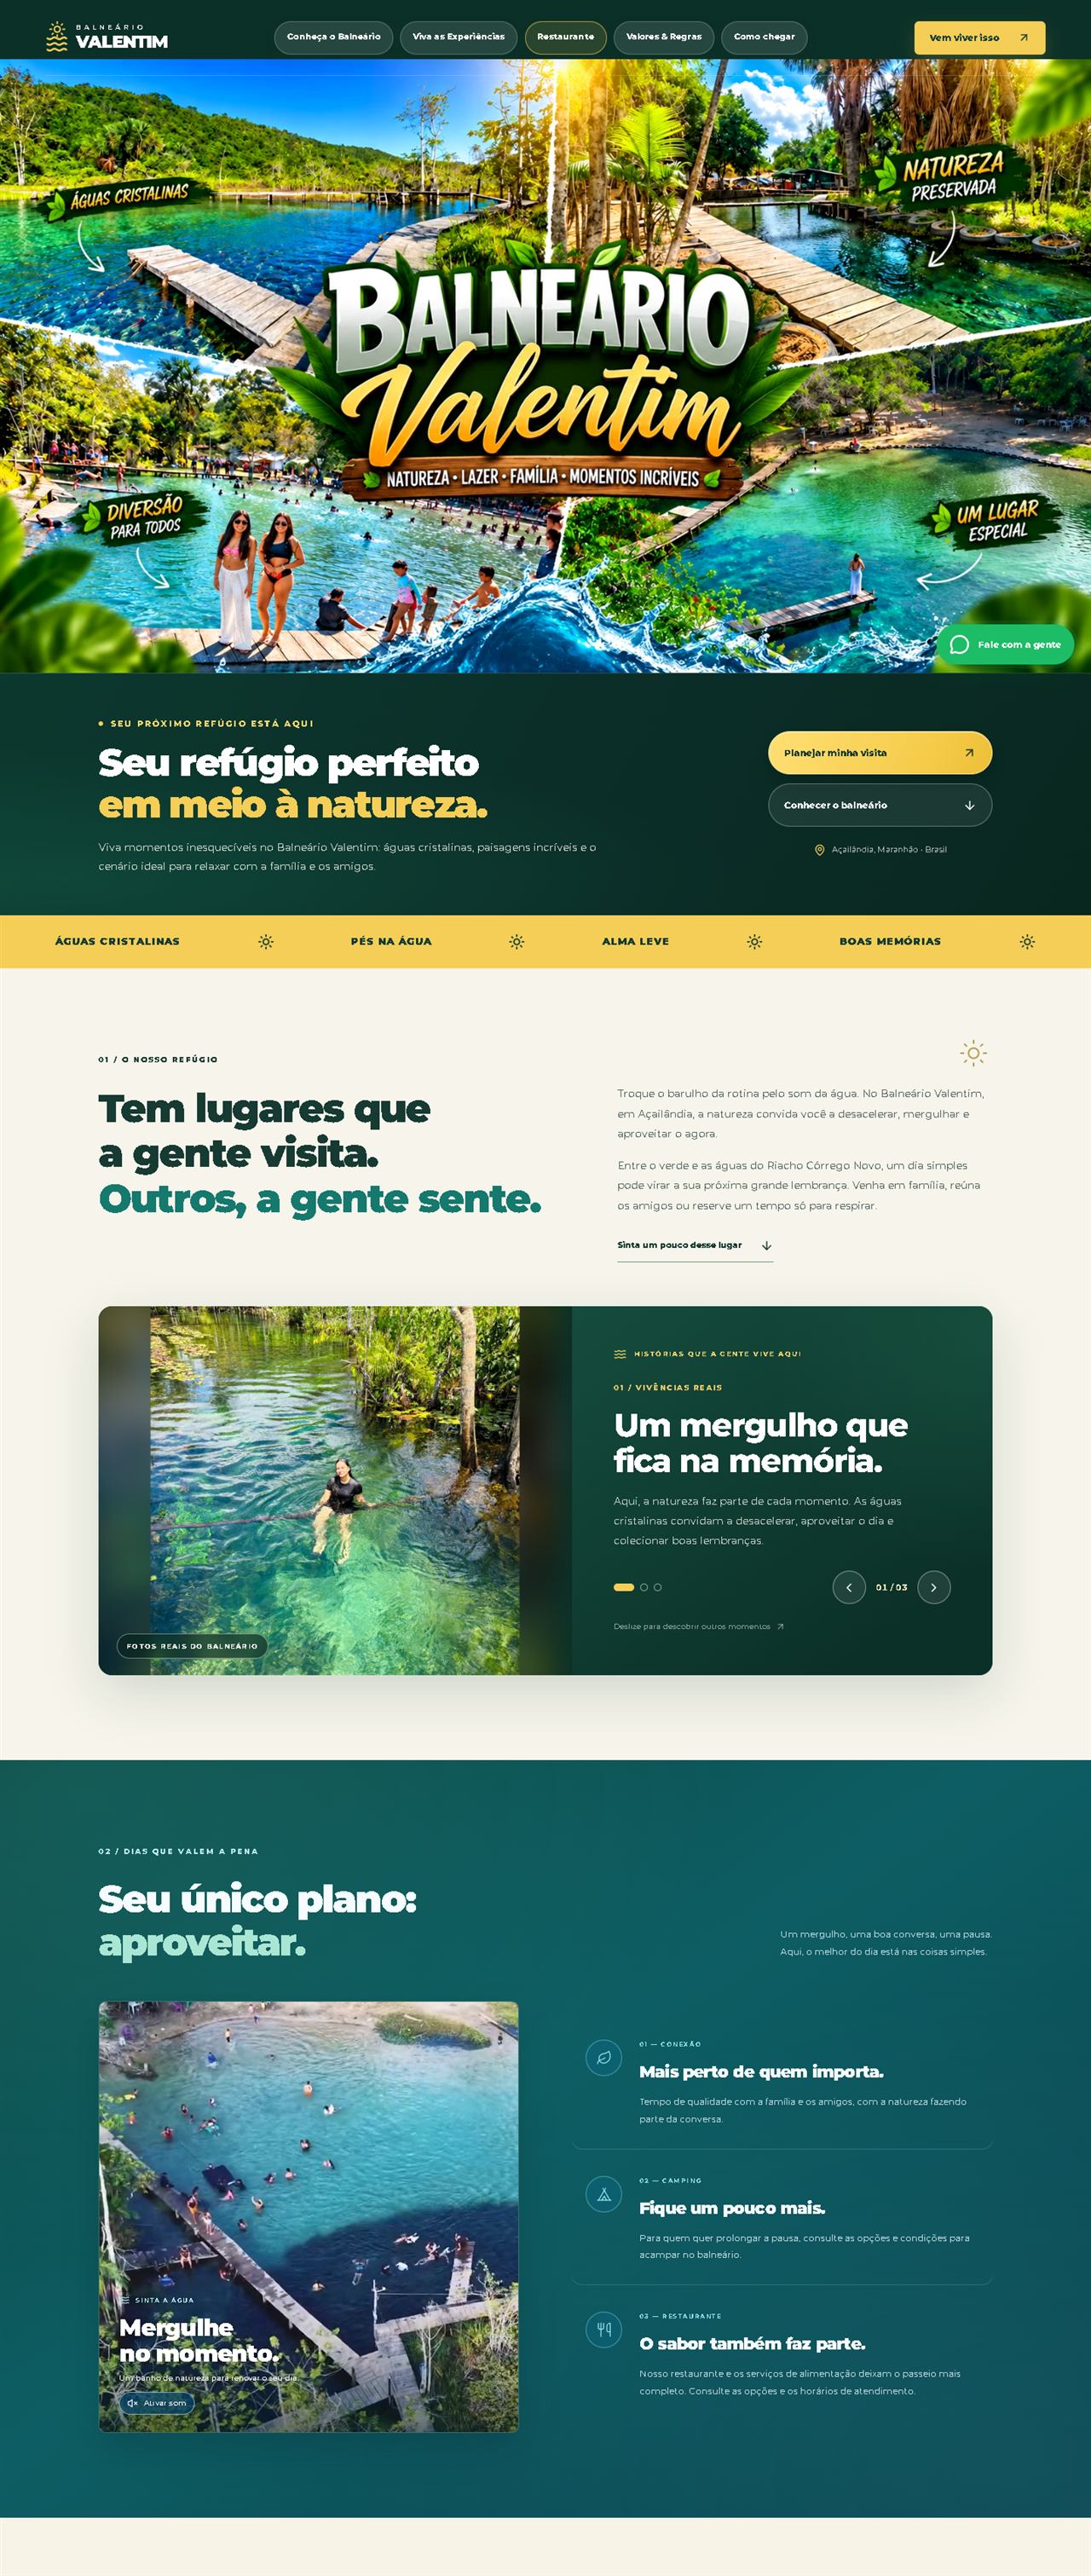 BALNEÁRIO
VALENTIM
Conheça o Balneário
Viva as Experiências
Restaurante
Valores & Regras
Como chegar
Vem viver isso
ÁGUAS CRISTALINAS
NATUREZA
PRESERVADA
BALNEÁRIO
Valentim
NATUREZA • LAZER • FAMÍLIA • MOMENTOS INCRÍVEIS
DIVERSÃO
PARA TODOS
UM LUGAR
ESPECIAL
Fale com a gente
SEU PRÓXIMO REFÚGIO ESTÁ AQUI
Seu refúgio perfeito
em meio à natureza.
Viva momentos inesquecíveis no Balneário Valentim: águas cristalinas, paisagens incríveis e o
cenário ideal para relaxar com a família e os amigos.
Planejar minha visita
Conhecer o balneário
Açailândia, Maranhão - Brasil
ÁGUAS CRISTALINAS
PÉS NA ÁGUA
ALMA LEVE
BOAS MEMÓRIAS
01 / O NOSSO REFÚGIO
Tem lugares que
a gente visita.
Outros, a gente sente.
Troque o barulho da rotina pelo som da água. No Balneário Valentim,
em Açailândia, a natureza convida você a desacelerar, mergulhar e
aproveitar o agora.
Entre o verde e as águas do Riacho Córrego Novo, um dia simples
pode virar a sua próxima grande lembrança. Venha em família, reúna
os amigos ou reserve um tempo só para respirar.
Sinta um pouco desse lugar
FOTOS REAIS DO BALNEÁRIO
HISTÓRIAS QUE A GENTE VIVE AQUI
01 / VIVÊNCIAS REAIS
Um mergulho que
fica na memória.
Aqui, a natureza faz parte de cada momento. As águas
cristalinas convidam a desacelerar, aproveitar o dia e
colecionar boas lembranças.
01 / 03
Deslize para descobrir outros momentos
02 / DIAS QUE VALEM A PENA
Seu único plano:
aproveitar.
Um mergulho, uma boa conversa, uma pausa.
Aqui, o melhor do dia está nas coisas simples.
SINTA A ÁGUA
Mergulhe
no momento.
Um banho de natureza para renovar o seu dia.
Ativar som
01 — CONEXÃO
Mais perto de quem importa.
Tempo de qualidade com a família e os amigos, com a natureza fazendo
parte da conversa.
02 — CAMPING
Fique um pouco mais.
Para quem quer prolongar a pausa, consulte as opções e condições para
acampar no balneário.
03 — RESTAURANTE
O sabor também faz parte.
Nosso restaurante e os serviços de alimentação deixam o passeio mais
completo. Consulte as opções e os horários de atendimento.